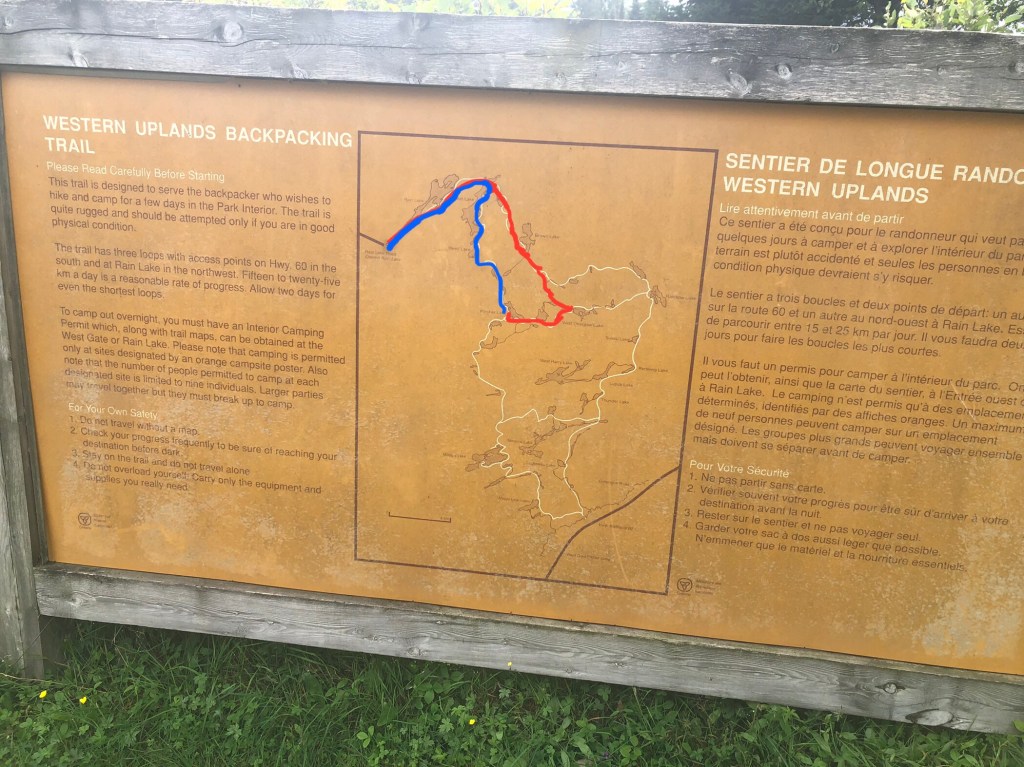 WESTERN UPLANDS BACKPACKING
TRAIL
Please Read Carefully Before Starting
This trail is designed to serve the backpacker who wishes to
hike and camp for a few days in the Park Interior. The trail is
quite rugged and should be attempted only if you are in good
physical condition.
The trail has three loops with access points on Hwy. 60 in the
south and at Rain Lake in the northwest. Fifteen to twenty-five
km a day is a reasonable rate of progress. Allow two days for
even the shortest loops.
To camp out overnight, you must have an Interior Camping
Permit which, along with trail maps, can be obtained at the
West Gate or Rain Lake. Please note that camping is permitted
only at sites designated by an orange campsite poster. Also
note that the number of people permitted to camp at each
designated site is limited to nine individuals. Larger parties
may travel together but they must break up to camp.
For Your Own Safety
1. Do not travel without a map.
2. Check your progress frequently to be sure of reaching your
destination before dark.
3. Stay on the trail and do not travel alone
4. Do not overload yourself. Carry only the equipment and
supplies you really need.
SENTIER DE LONGUE RANDO
WESTERN UPLANDS
Lire attentivement avant de partir
Ce sentier a été conçu pour le randonneur qui veut pa
quelques jours à camper et à explorer l'intérieur du par
terrain est plutôt accidenté et seules les personnes en
condition physique devraient s'y risquer.
Le sentier a trois boucles et deux points de départ: un au
sur la route 60 et un autre au nord-ouest à Rain Lake. Es
de parcourir entre 15 et 25 km par jour. Il vous faudra deu
jours pour faire les boucles les plus courtes.
Il vous faut un permis pour camper à l'intérieur du parc. On
peut l'obtenir, ainsi que la carte du sentier, à l'Entrée ouest
à Rain Lake. Le camping n'est permis qu'à des emplacemen
déterminés, identifiés par des affiches oranges. Un maximum
de neuf personnes peuvent camper sur un emplacement
désigné. Les groupes plus grands peuvent voyager ensemble
mais doivent se séparer avant de camper.
Pour Votre Sécurité
1. Ne pas partir sans carte.
2. Vérifier souvent votre progrès pour être sûr d'arriver à votre
destination avant la nuit.
3. Rester sur le sentier et ne pas voyager seul.
4. Garder votre sac à dos aussi leger que possible.
N'emmener que le matériel et la nourriture essentiels.